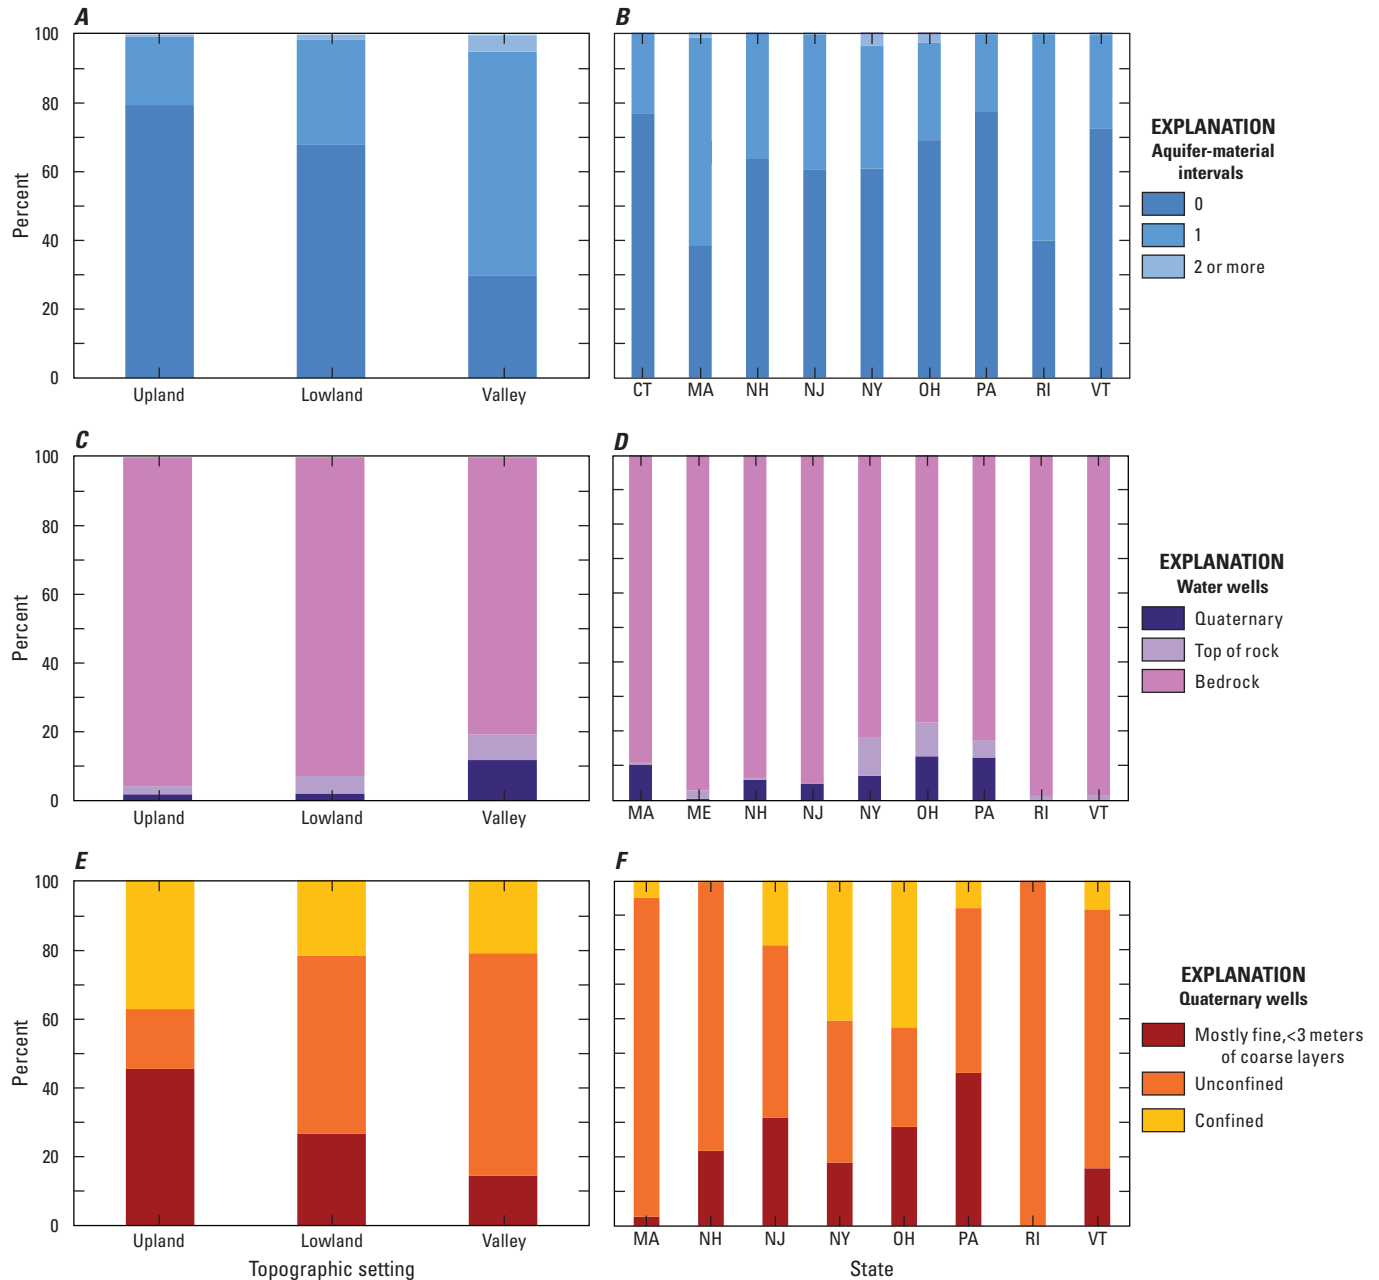 A
B
100
80
60
40
20
0
Percent
Upland
Lowland
Valley
CT
MA
NH
NJ
NY
OH
PA
RI
VT
EXPLANATION
Aquifer-material
intervals
0
1
2 or more
C
D
100
80
60
40
20
0
Percent
Upland
Lowland
Valley
MA
ME
NH
NJ
NY
OH
PA
RI
VT
EXPLANATION
Water wells
Quaternary
Top of rock
Bedrock
E
F
100
80
60
40
20
0
Percent
Upland
Lowland
Valley
Topographic setting
MA
NH
NJ
NY
OH
PA
RI
VT
State
EXPLANATION
Quaternary wells
Mostly fine,<3 meters
of coarse layers
Unconfined
Confined